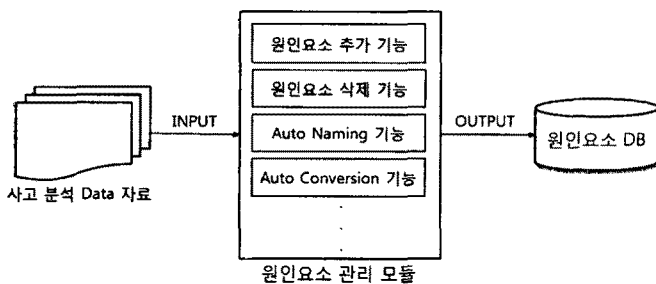 원인요소 추가 기능
원인요소 삭제 기능
INPUT
Auto Naming 기능
OUTPUT
원인요소 DB
Auto Conversion 기능
사고 분석 Data 자료
원인요소 관리 모듈